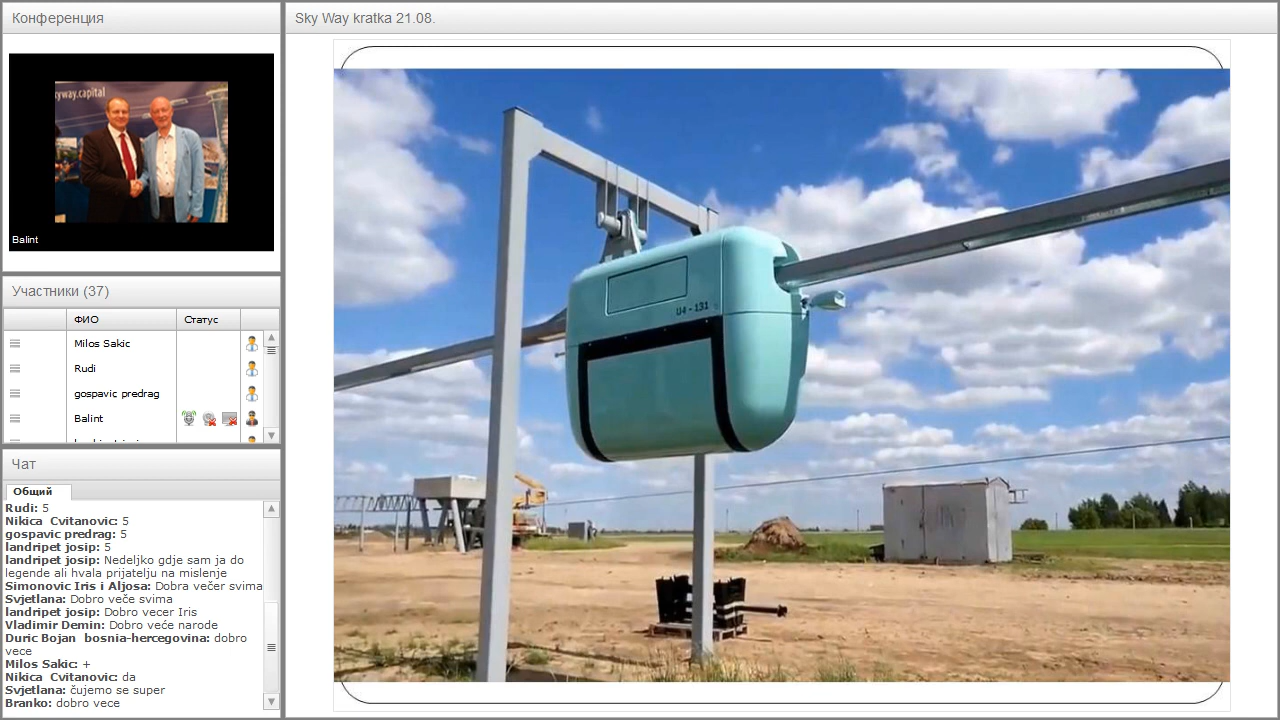 Конференция
Sky Way kratka 21.08.
yway.capital
Balint
U4 - 131
Участники (37)
ФИО
Статус
Milos Sakic
Rudi
gospavic predrag
Balint
Чат
Общий
Rudi: 5
Nikica Cvitanovic: 5
gospavic predrag: 5
landripet josip: 5
landripet josip: Nedeljko gdje sam ja do
legende ali hvala prijatelju na mislenje
Simonovic Iris i Aljosa: Dobra večer svima
Svjetlana: Dobro veče svima
landripet josip: Dobro vecer Iris
Vladimir Demin: Dobro veće narode
Duric Bojan bosnia-hercegovina: dobro
vece
Milos Sakic: +
Nikica Cvitanovic: da
Svjetlana: čujemo se super
Branko: dobro vece